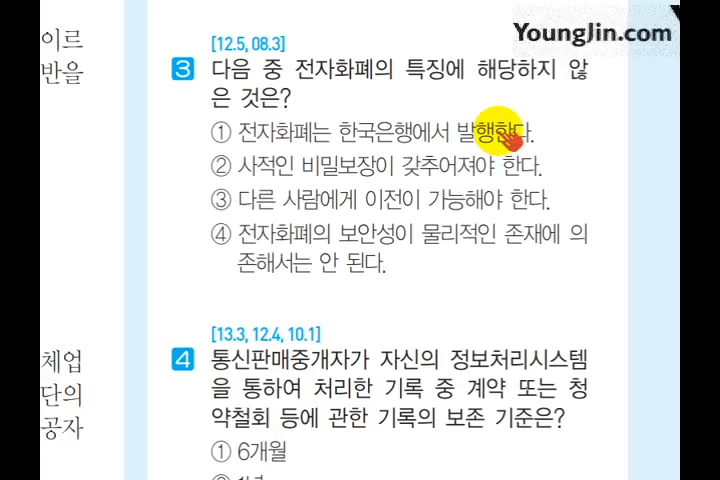 YoungJin.com
이르
반을
[12.5, 08.3]
3 다음 중 전자화폐의 특징에 해당하지 않
은 것은?
① 전자화폐는 한국은행에서 발행한다.
② 사적인 비밀보장이 갖추어져야 한다.
③ 다른 사람에게 이전이 가능해야 한다.
④ 전자화폐의 보안성이 물리적인 존재에 의
존해서는 안 된다.
체업
단의
공자
[13.3, 12.4, 10.1]
4 통신판매중개자가 자신의 정보처리시스템
을 통하여 처리한 기록 중 계약 또는 청
약철회 등에 관한 기록의 보존 기준은?
① 6개월